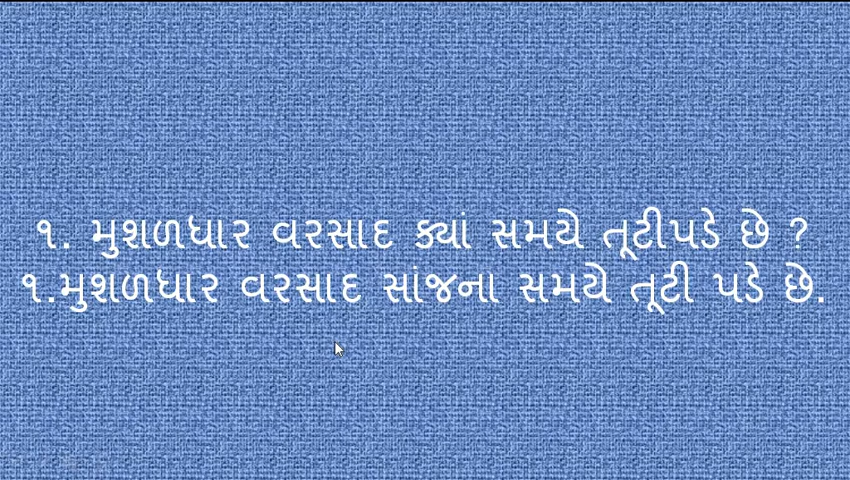 ૧. મુશળધાર વરસાદ ક્યાં સમયે તૂટીપડે છે ?
૧.મુશળધાર વરસાદ સાંજના સમયે તૂટી પડે છે.